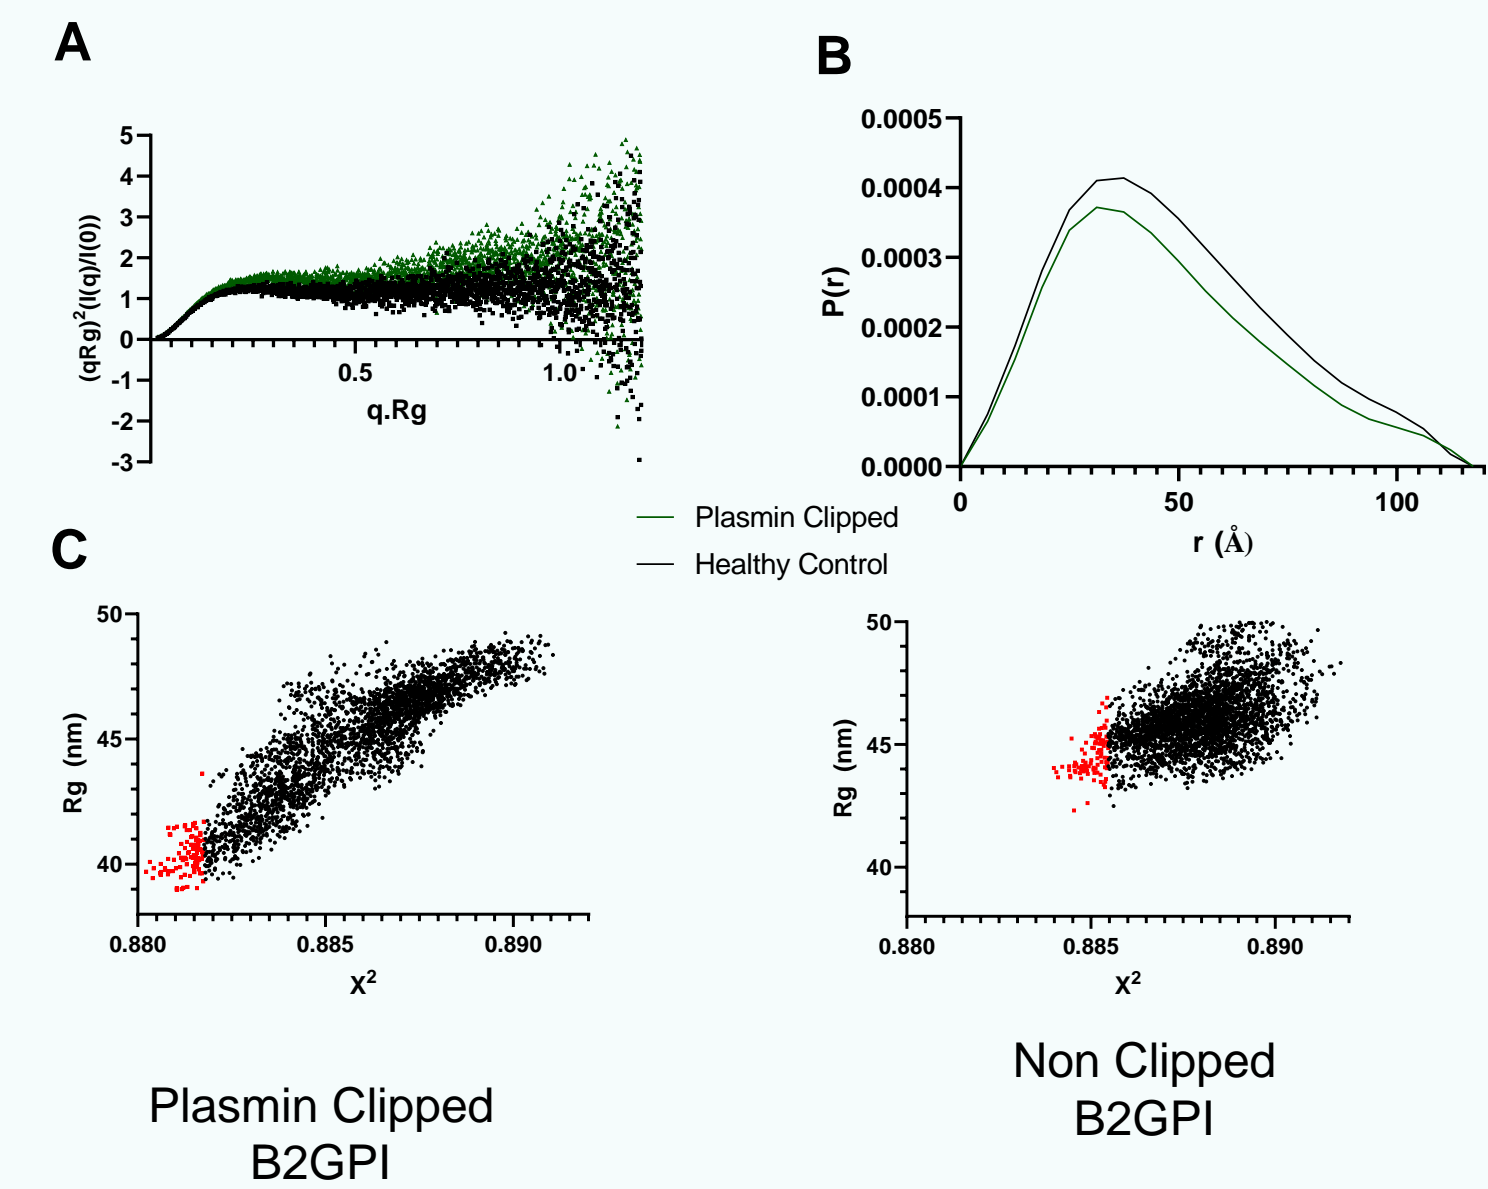 A
B
5
4
3
2
1
0
-1
-2
-3
(qRg)²(I(q)/I(0))
0.5
1.0
q.Rg
0.0005
0.0004
0.0003
0.0002
0.0001
0.0000
P(r)
0
50
100
r (Å)
Plasmin Clipped
Healthy Control
C
50
45
40
Rg (nm)
0.880
0.885
0.890
X²
50
45
40
Rg (nm)
0.880
0.885
0.890
X²
Plasmin Clipped
B2GPI
Non Clipped
B2GPI